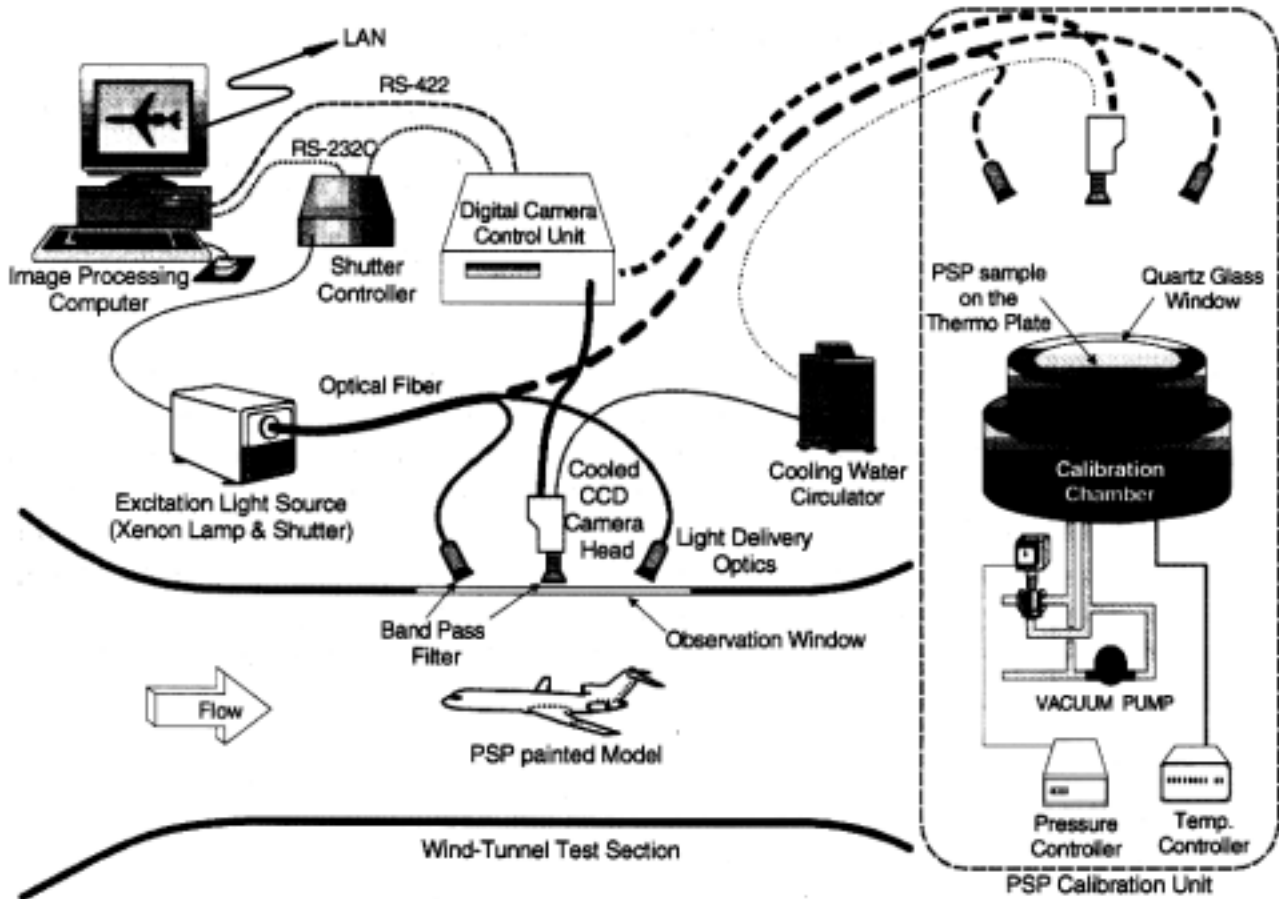 LAN
RS-422
RS-232C
Digital Camera
Control Unit
Image Processing
Computer
Shutter
Controller
PSP sample
on the
Thermo Plate
Quartz Glass
Window
Optical Fiber
Excitation Light Source
(Xenon Lamp & Shutter)
Cooled
CCD
Camera
Head
Cooling Water
Circulator
Calibration
Chamber
Light Delivery
Optics
Band Pass
Filter
Observation Window
Flow
PSP painted Model
VACUUM PUMP
Pressure
Controller
Temp.
Controller
Wind-Tunnel Test Section
PSP Calibration Unit